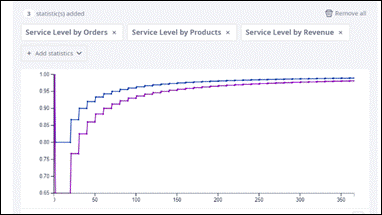 3 statistic(s) added Remove all
Service Level by Orders × Service Level by Products × Service Level by Revenue ×
+ Add statistics
1.00
0.95
0.90
0.85
0.80
0.75
0.70
0.65
50 100 150 200 250 300 350